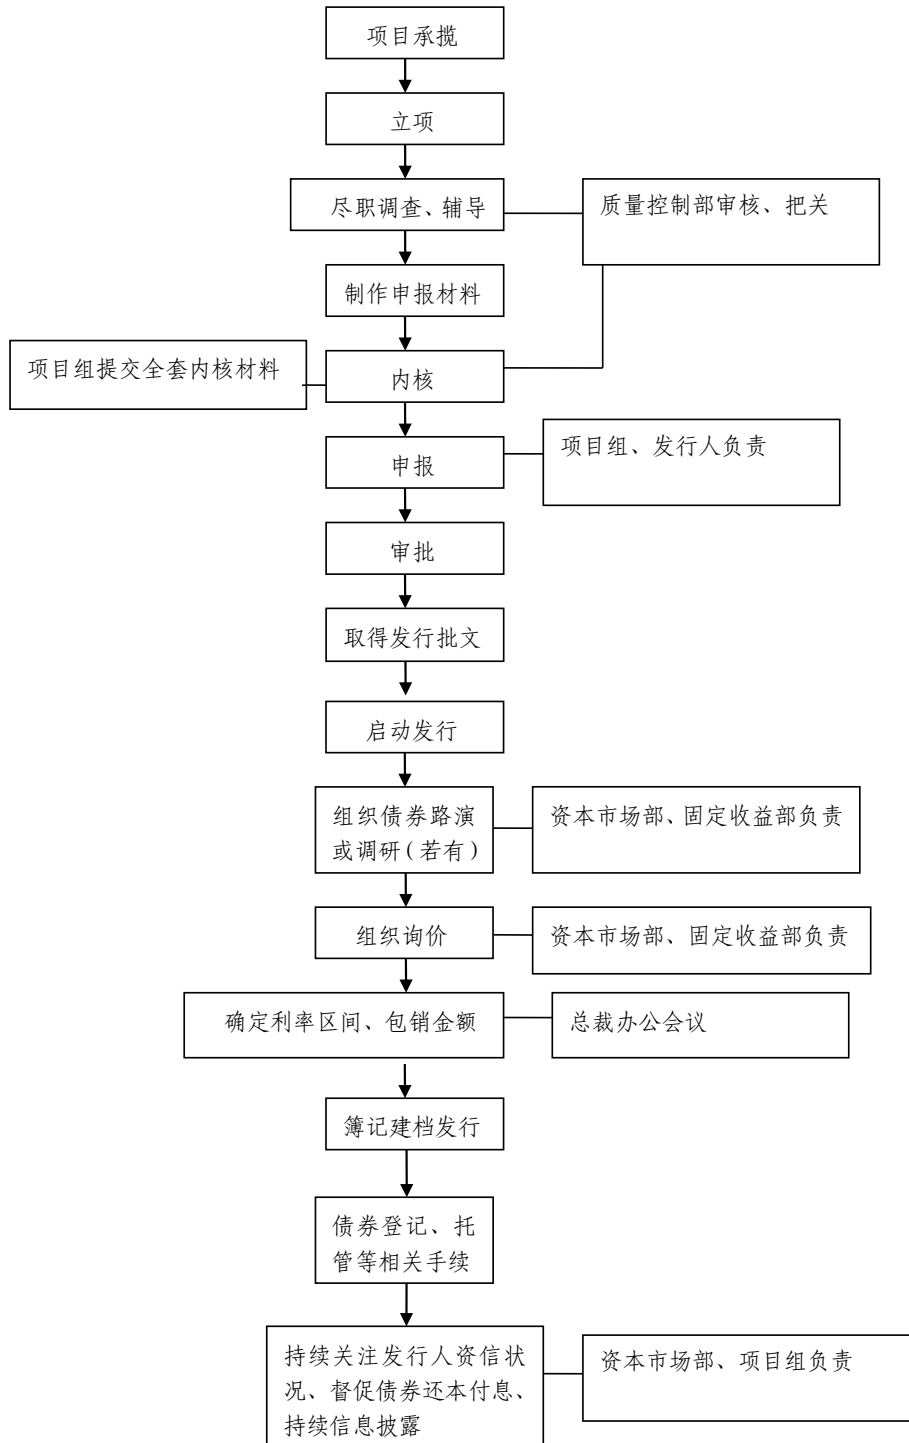 项目承揽
立项
尽职调查、辅导
质量控制部审核、把关
制作申报材料
项目组提交全套内核材料
内核
申报
项目组、发行人负责
审批
取得发行批文
启动发行
组织债券路演
或调研(若有)
资本市场部、固定收益部负责
组织询价
资本市场部、固定收益部负责
确定利率区间、包销金额
总裁办公会议
簿记建档发行
债券登记、托
管等相关手续
持续关注发行人资信状
况、督促债券还本付息、
持续信息披露
资本市场部、项目组负责